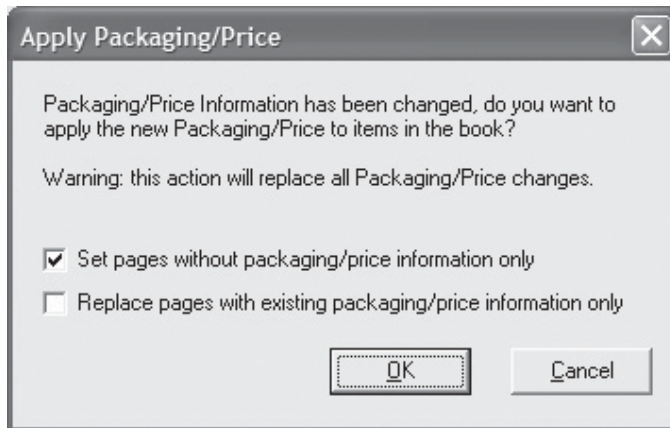 Apply Packaging/Price
Packaging/Price Information has been changed, do you want to
apply the new Packaging/Price to items in the book?
Warning: this action will replace all Packaging/Price changes.
Set pages without packaging/price information only
Replace pages with existing packaging/price information only
OK Cancel